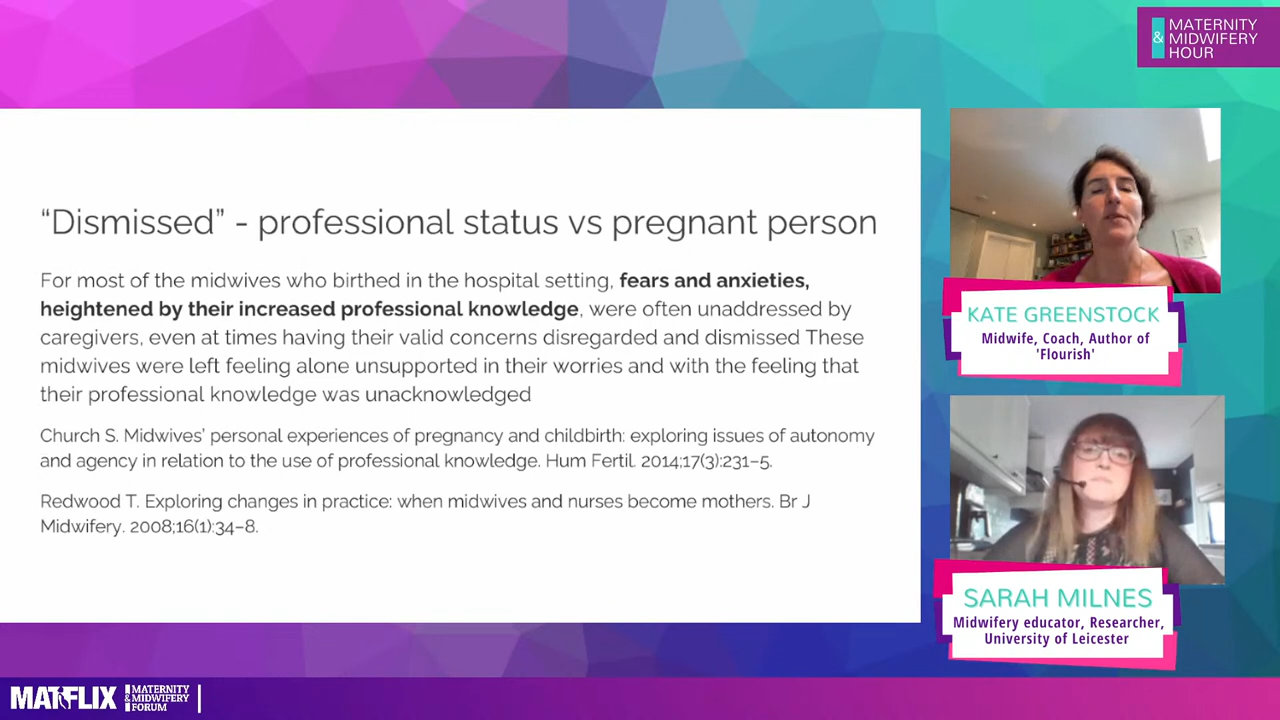 MATERNITY
& MIDWIFERY
HOUR
“Dismissed” - professional status vs pregnant person
For most of the midwives who birthed in the hospital setting, fears and anxieties,
heightened by their increased professional knowledge, were often unaddressed by
caregivers, even at times having their valid concerns disregarded and dismissed These
midwives were left feeling alone unsupported in their worries and with the feeling that
their professional knowledge was unacknowledged
Church S. Midwives’ personal experiences of pregnancy and childbirth: exploring issues of autonomy
and agency in relation to the use of professional knowledge. Hum Fertil. 2014;17(3):231–5.
Redwood T. Exploring changes in practice: when midwives and nurses become mothers. Br J
Midwifery. 2008;16(1):34–8.
KATE GREENSTOCK
Midwife, Coach, Author of
'Flourish'
SARAH MILNES
Midwifery educator, Researcher,
University of Leicester
MATFLIX
MATERNITY
& MIDWIFERY
FORUM